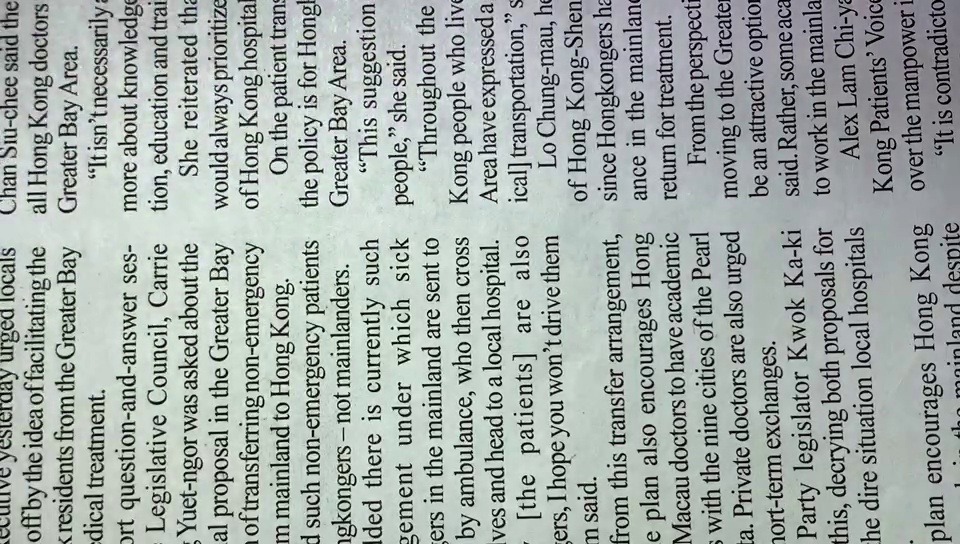 ecutive yesterday urged locals
off by the idea of facilitating the
k residents from the Greater Bay
edical treatment.
ort question-and-answer ses-
e Legislative Council, Carrie
g Yuet-ngor was asked about the
al proposal in the Greater Bay
n of transferring non-emergency
m mainland to Hong Kong.
d such non-emergency patients
ngkongers – not mainlanders.
lded there is currently such
gement under which sick
gers in the mainland are sent to
by ambulance, who then cross
ves and head to a local hospital.
[the patients] are also
gers, I hope you won't drive them
m said.
from this transfer arrangement,
e plan also encourages Hong
Macau doctors to have academic
s with the nine cities of the Pearl
ta. Private doctors are also urged
hort-term exchanges.
Party legislator Kwok Ka-ki
this, decrying both proposals for
he dire situation local hospitals
plan encourages Hong Kong
the mainland despite
Chan Siu-chee said the
all Hong Kong doctors
Greater Bay Area.
"It isn't necessarily a
more about knowledge
tion, education and trai
She reiterated tha
would always prioritize
of Hong Kong hospital
On the patient trans
the policy is for Hongk
Greater Bay Area.
"This suggestion
people," she said.
"Throughout the
Kong people who live
Area have expressed a
ical] transportation," s
Lo Chung-mau, he
of Hong Kong-Shen
since Hongkongers ha
ance in the mainland
return for treatment.
From the perspecti
moving to the Greater
be an attractive option
said. Rather, some aca
to work in the mainla
Alex Lam Chi-ya
Kong Patients' Voice
over the manpower i
"It is contradicto